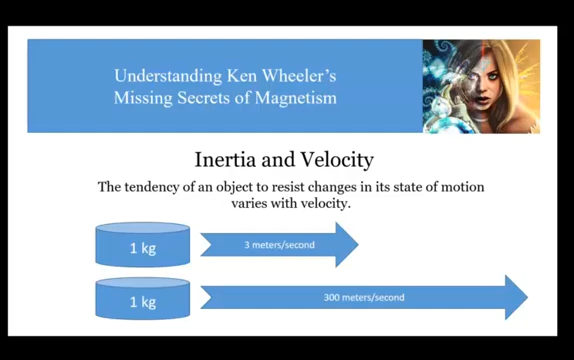 Understanding Ken Wheeler's
Missing Secrets of Magnetism
Inertia and Velocity
The tendency of an object to resist changes in its state of motion
varies with velocity.
1 kg
3 meters/second
1 kg
300 meters/second